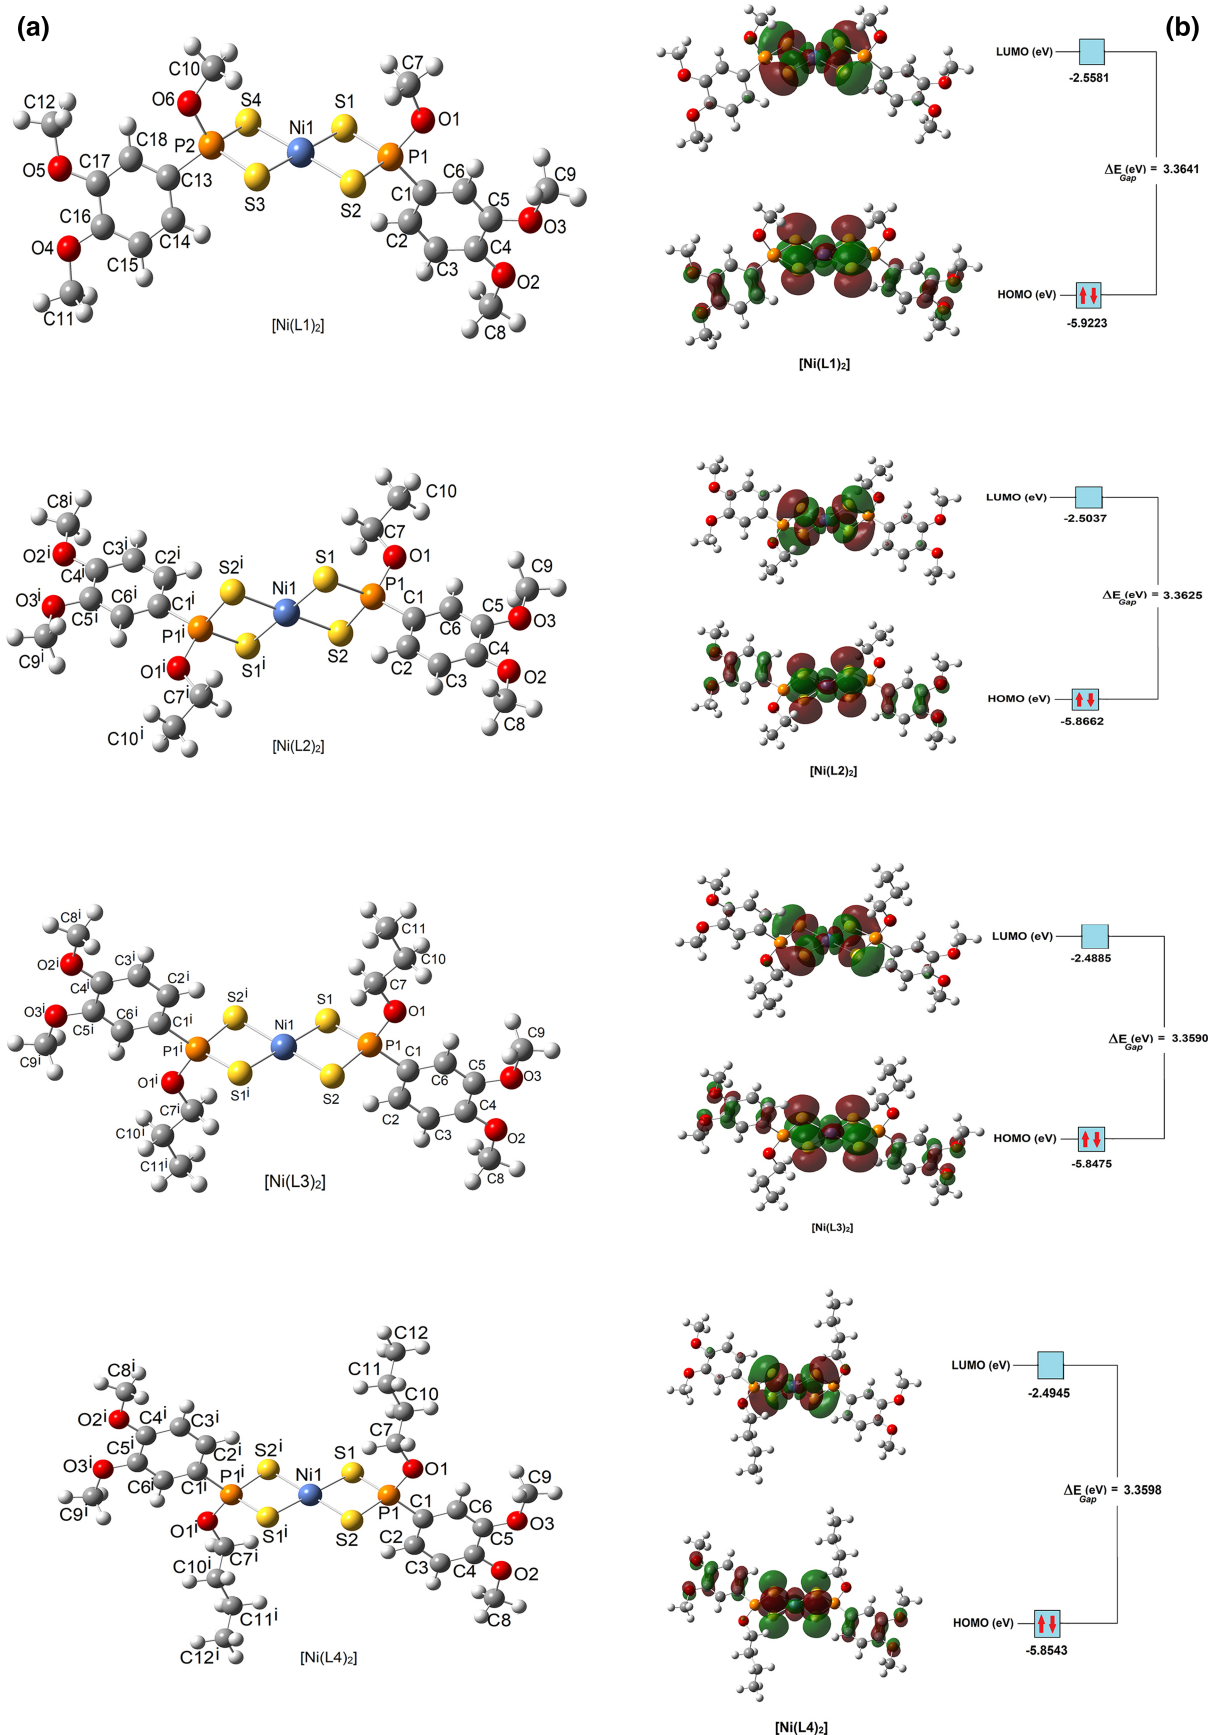 (a)
(b)
C10
O6
S4
S1
C7
O1
C12
C18
Ni1
P2
P1
O5
C17
C13
C6
C9
S3
S2
C1
C5
O3
C16
C14
C2
C4
O4
C15
C3
O2
C11
C8
[Ni(L1)₂]
LUMO (eV)
-2.5581
ΔE_Gap(eV) = 3.3641
HOMO (eV)
-5.9223
[Ni(L1)₂]
C8ⁱ
C10
C7
O2ⁱ
C3ⁱ
C2ⁱ
S1
O1
C4ⁱ
S2ⁱ
C9
O3ⁱ
C6ⁱ
C1ⁱ
Ni1
P1
C5ⁱ
C1
C5
O3
C6
P1ⁱ
C9ⁱ
S1ⁱ
S2
C2
C4
O1ⁱ
C3
O2
C7ⁱ
C8
C10ⁱ
[Ni(L2)₂]
LUMO (eV)
-2.5037
ΔE_Gap(eV) = 3.3625
HOMO (eV)
-5.8662
[Ni(L2)₂]
C8ⁱ
C11
C10
O2ⁱ
C3ⁱ
C2ⁱ
C7
C4ⁱ
S2ⁱ
S1
O1
O3ⁱ
C5ⁱ
C6ⁱ
C1ⁱ
Ni1
C9
C9ⁱ
P1ⁱ
P1
C1
C5
C6
O3
O1ⁱ
S1ⁱ
S2
C4
C7ⁱ
C2
C3
O2
C10ⁱ
C11ⁱ
C8
[Ni(L3)₂]
LUMO (eV)
-2.4885
ΔE_Gap(eV) = 3.3590
HOMO (eV)
-5.8475
[Ni(L3)₂]
C12
C8ⁱ
C11
C10
O2ⁱ
C4ⁱ
C3ⁱ
C7
C5ⁱ
C2ⁱ
S2ⁱ
S1
O1
O3ⁱ
C6ⁱ
C1ⁱ
P1ⁱ
Ni1
C9
C9ⁱ
P1
C1
C6
O1ⁱ
S1ⁱ
S2
C2
C5
O3
C7ⁱ
C3
C4
O2
C10ⁱ
C11ⁱ
C8
C12ⁱ
[Ni(L4)₂]
LUMO (eV)
-2.4945
ΔE_Gap(eV) = 3.3598
HOMO (eV)
-5.8543
[Ni(L4)₂]